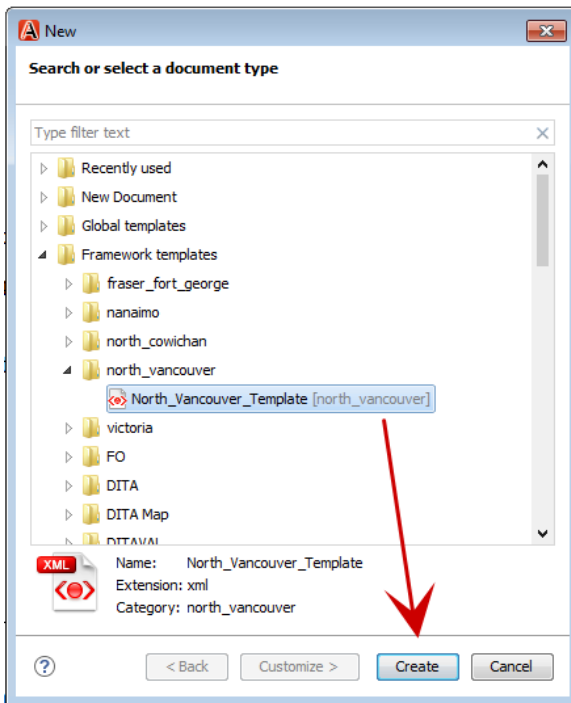 New
Search or select a document type
Type filter text
Recently used
New Document
Global templates
Framework templates
fraser_fort_george
nanaimo
north_cowichan
north_vancouver
North_Vancouver_Template [north_vancouver]
victoria
FO
DITA
DITA Map
DITAVAL
XML
Name: North_Vancouver_Template
Extension: xml
Category: north_vancouver
? < Back Customize > Create Cancel